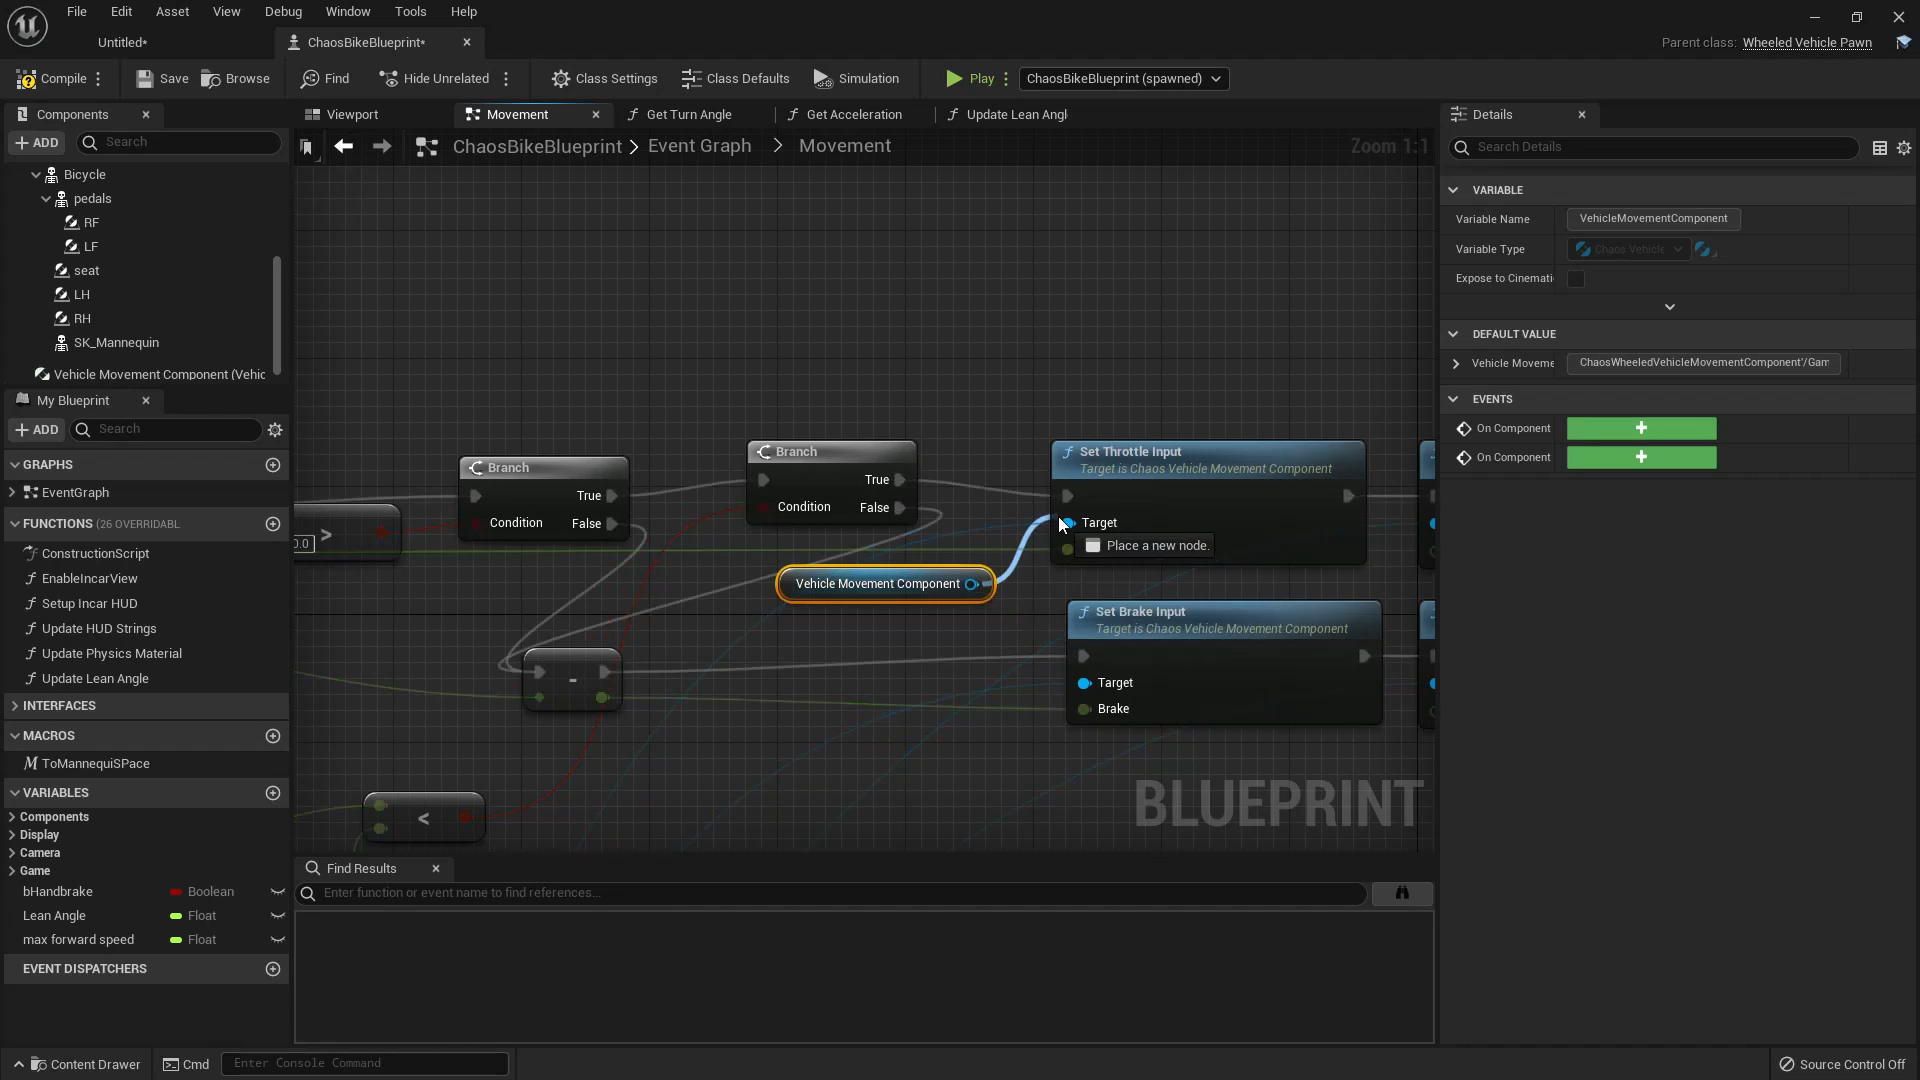 File Edit Asset View Debug Window Tools Help
Untitled* ChaosBikeBlueprint* Parent class: Wheeled Vehicle Pawn
Compile Save Browse Find Hide Unrelated Class Settings Class Defaults Simulation Play ChaosBikeBlueprint (spawned)
Components Viewport Movement Get Turn Angle Get Acceleration Update Lean Angl Details
ADD Search ChaosBikeBlueprint > Event Graph > Movement Zoom 1:1 Search Details
Bicycle
pedals
RF
LF
seat
LH
RH
SK_Mannequin
Vehicle Movement Component (Vehic
My Blueprint
ADD Search
GRAPHS
EventGraph
FUNCTIONS (26 OVERRIDABL
ConstructionScript
EnableIncarView
Setup Incar HUD
Update HUD Strings
Update Physics Material
Update Lean Angle
INTERFACES
MACROS
ToMannequiSPace
VARIABLES
Components
Display
Camera
Game
bHandbrake Boolean
Lean Angle Float
max forward speed Float
EVENT DISPATCHERS
>
0.0
Branch
True
Condition False
Branch
True
Condition False
Set Throttle Input
Target is Chaos Vehicle Movement Component
Target
Place a new node.
Vehicle Movement Component
Set Brake Input
Target is Chaos Vehicle Movement Component
Target
Brake
-
<
BLUEPRINT
Find Results
Enter function or event name to find references...
VARIABLE
Variable Name VehicleMovementComponent
Variable Type Chaos Vehicle
Expose to Cinemati
DEFAULT VALUE
Vehicle Moveme ChaosWheeledVehicleMovementComponent'/Gam
EVENTS
On Component +
On Component +
Content Drawer Cmd Enter Console Command Source Control Off